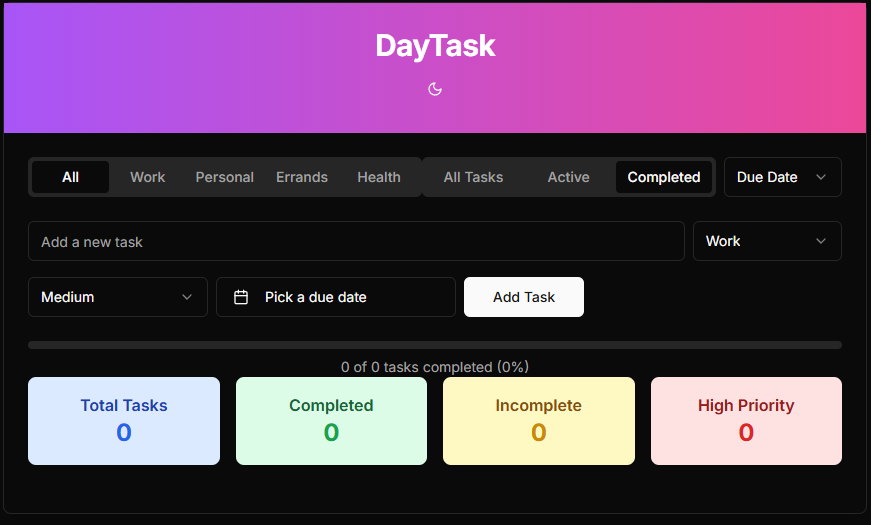 DayTask
All Work Personal Errands Health All Tasks Active Completed Due Date
Add a new task Work
Medium Pick a due date Add Task
0 of 0 tasks completed (0%)
Total Tasks Completed Incomplete High Priority
0 0 0 0